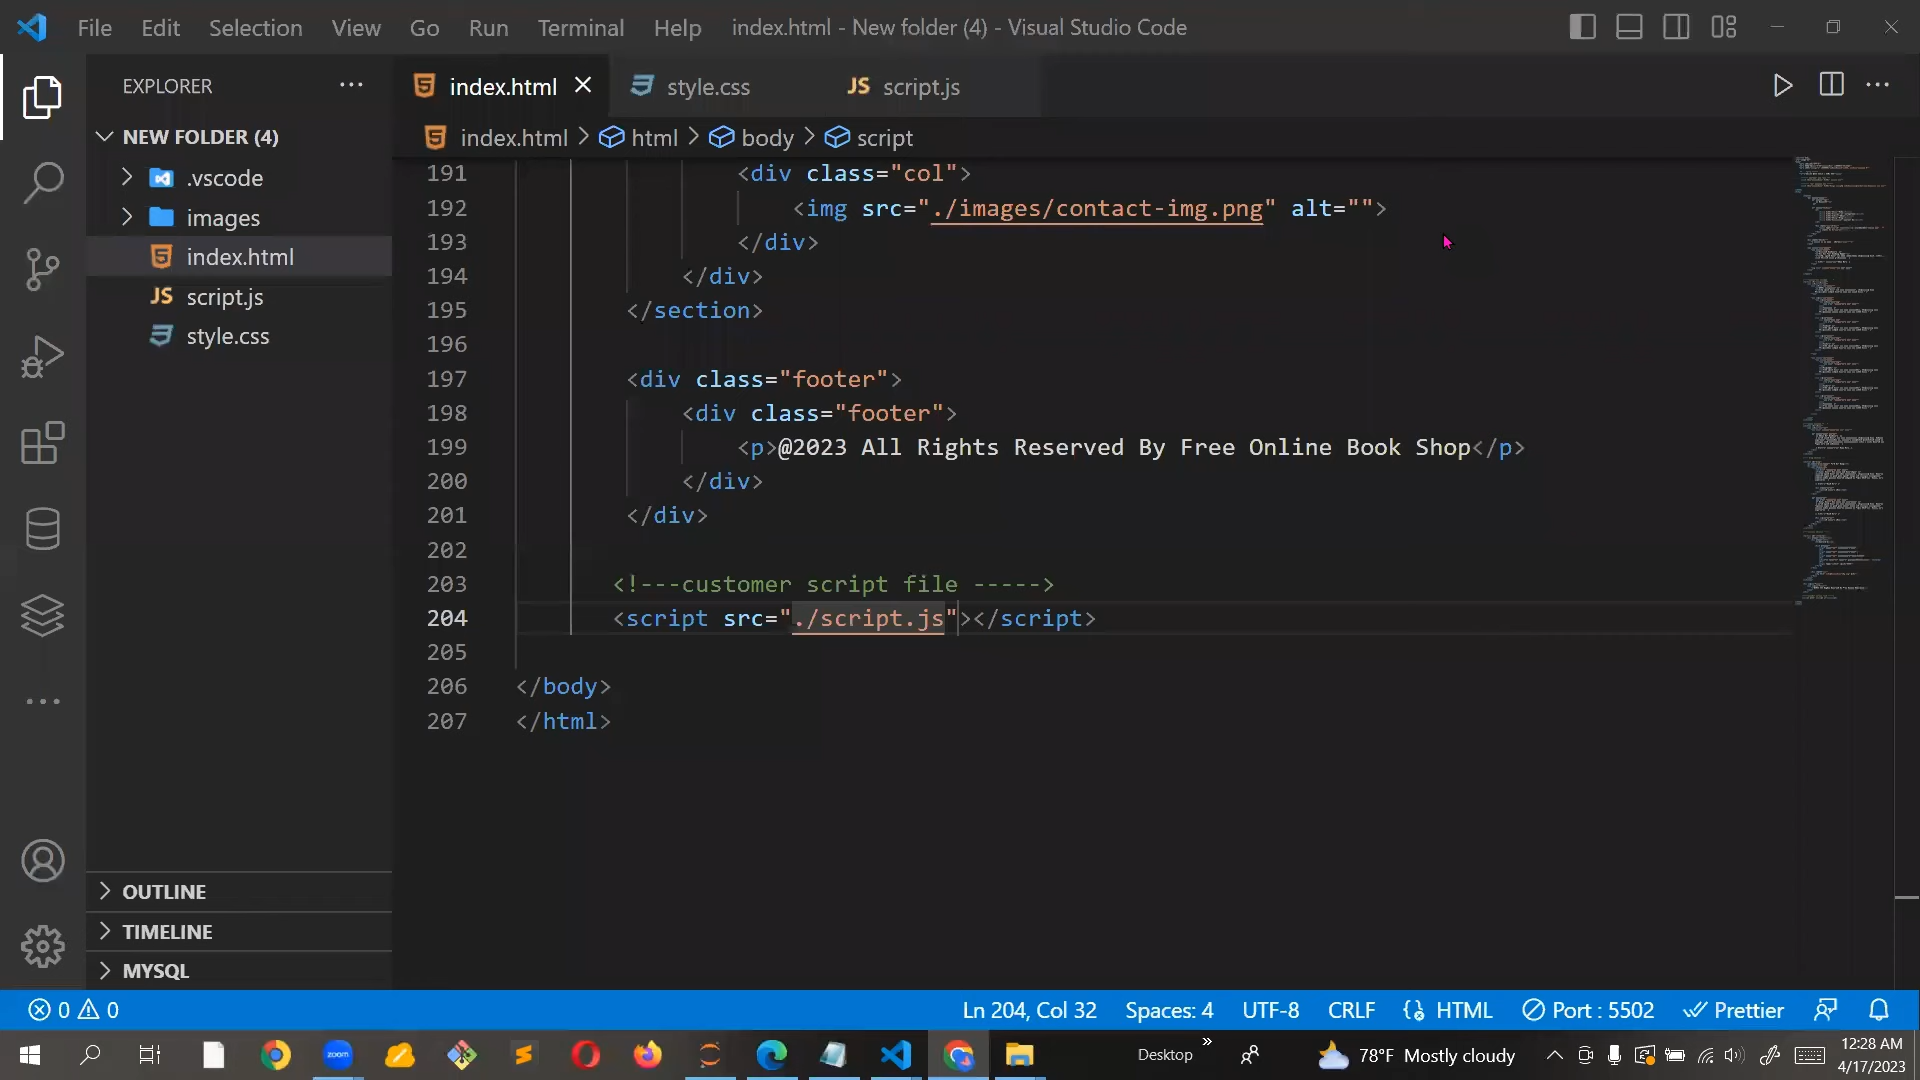 File Edit Selection View Go Run Terminal Help index.html - New folder (4) - Visual Studio Code
EXPLORER
index.html
style.css
JS script.js
NEW FOLDER (4)
index.html > html > body > script
.vscode
images
index.html
JS script.js
style.css
191 <div class="col">
192 <img src="./images/contact-img.png" alt="">
193 </div>
194 </div>
195 </section>
196
197 <div class="footer">
198 <div class="footer">
199 <p>@2023 All Rights Reserved By Free Online Book Shop</p>
200 </div>
201 </div>
202
203 <!---customer script file ----->
204 <script src="./script.js"></script>
205
206 </body>
207 </html>
OUTLINE
TIMELINE
MYSQL
0 0
Ln 204, Col 32 Spaces: 4 UTF-8 CRLF HTML Port : 5502 Prettier
zoom
Desktop
78°F Mostly cloudy
12:28 AM
4/17/2023